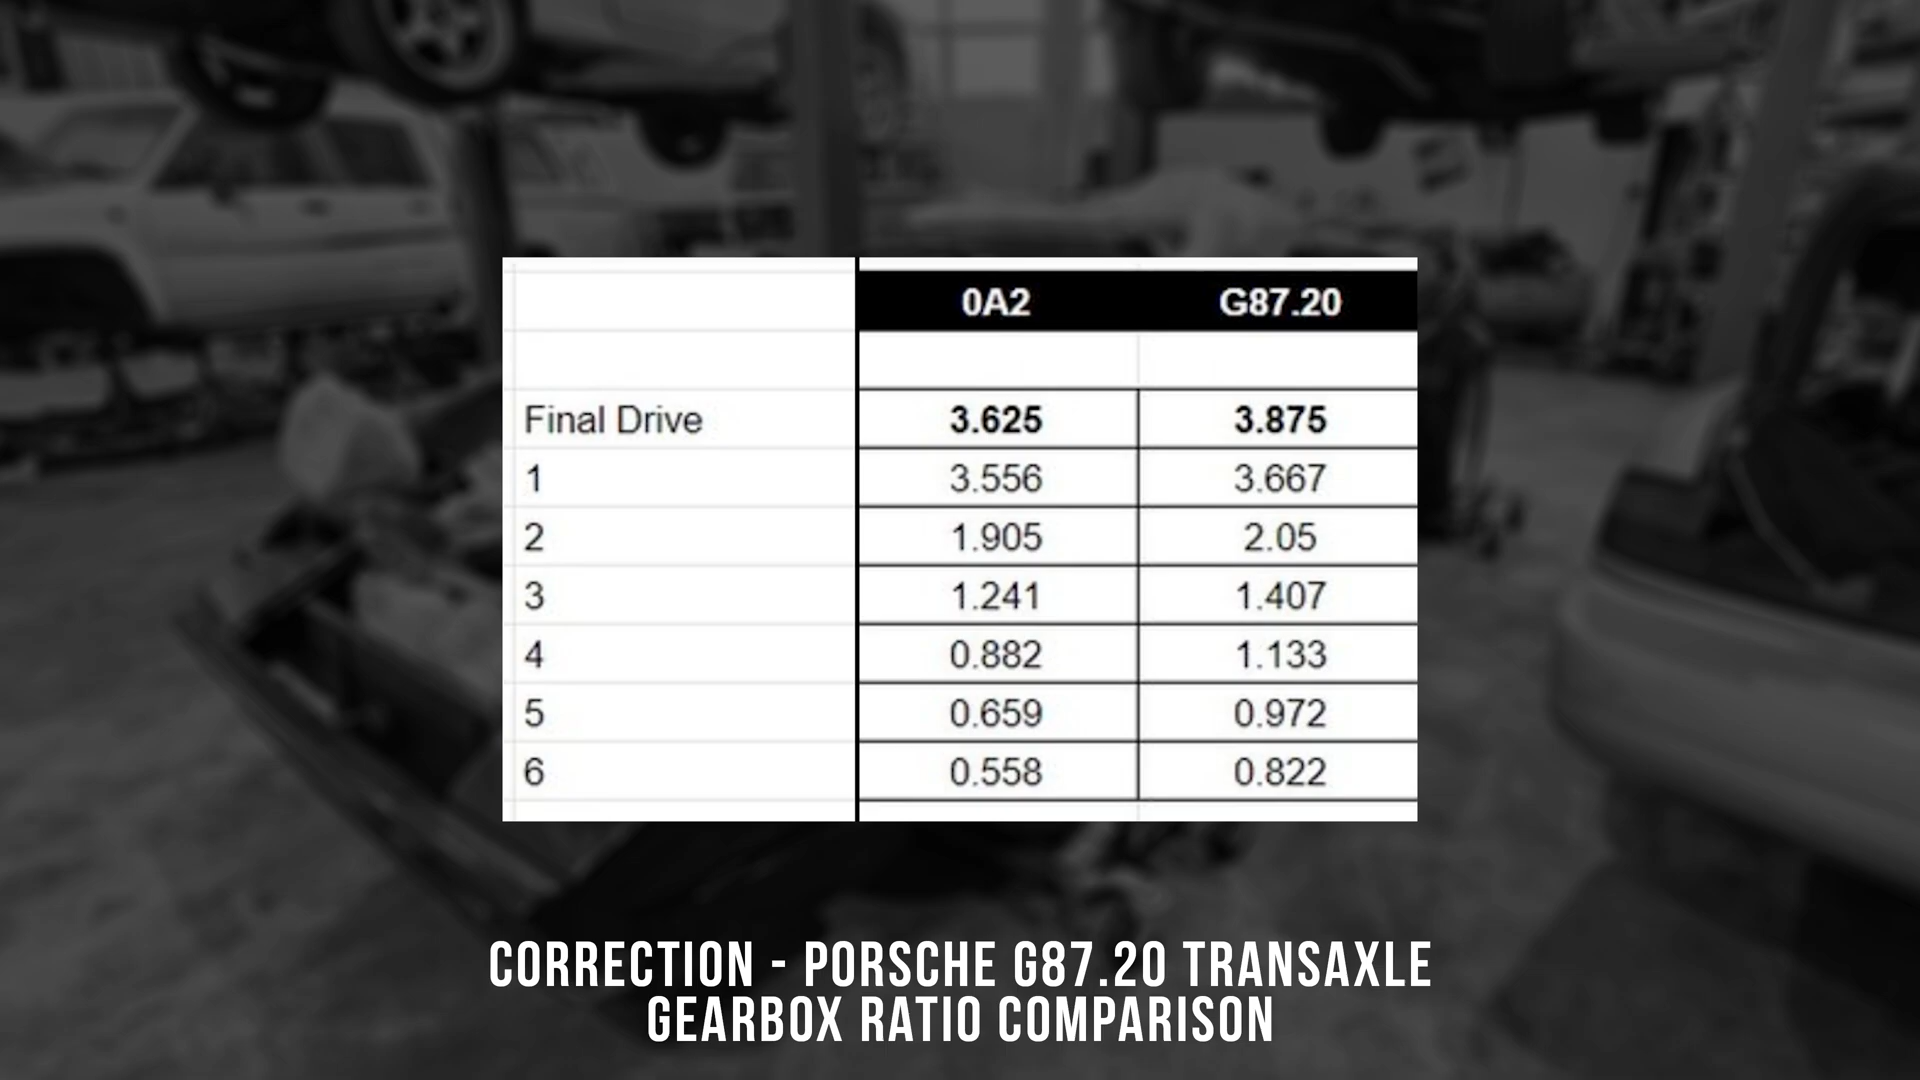 0A2 G87.20
Final Drive 3.625 3.875
1 3.556 3.667
2 1.905 2.05
3 1.241 1.407
4 0.882 1.133
5 0.659 0.972
6 0.558 0.822
CORRECTION - PORSCHE G87.20 TRANSAXLE
GEARBOX RATIO COMPARISON